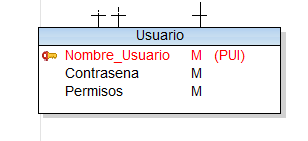 Usuario
Nombre_Usuario M (PUI)
Contrasena M
Permisos M